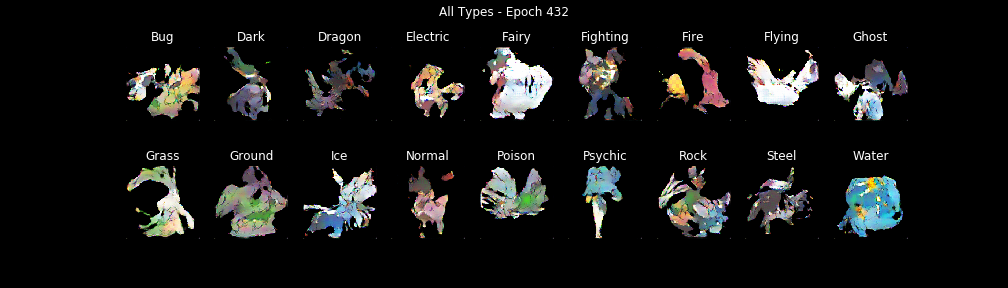 All Types - Epoch 432
Bug Dark Dragon Electric Fairy Fighting Fire Flying Ghost
Grass Ground Ice Normal Poison Psychic Rock Steel Water